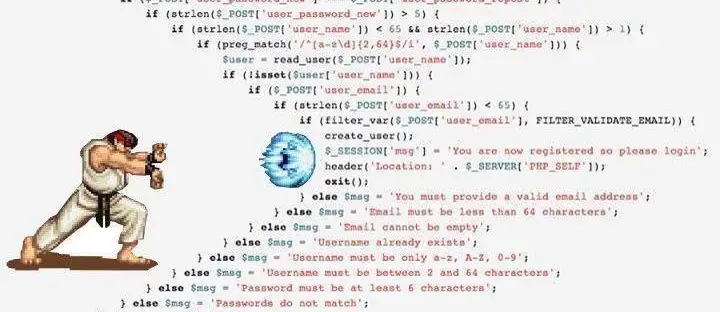 if ($_POST['user_password_new'] === $_POST['user_password_repeat']) {
if (strlen($_POST['user_password_new']) > 5) {
if (strlen($_POST['user_name']) < 65 && strlen($_POST['user_name']) > 1) {
if (preg_match('/^[a-z\d]{2,64}$/i', $_POST['user_name'])) {
$user = read_user($_POST['user_name']);
if (!isset($user['user_name'])) {
if ($_POST['user_email']) {
if (strlen($_POST['user_email']) < 65) {
if (filter_var($_POST['user_email'], FILTER_VALIDATE_EMAIL)) {
create_user();
$_SESSION['msg'] = 'You are now registered so please login';
header('Location: ' . $_SERVER['PHP_SELF']);
exit();
} else $msg = 'You must provide a valid email address';
} else $msg = 'Email must be less than 64 characters';
} else $msg = 'Email cannot be empty';
} else $msg = 'Username already exists';
} else $msg = 'Username must be only a-z, A-Z, 0-9';
} else $msg = 'Username must be between 2 and 64 characters';
} else $msg = 'Password must be at least 6 characters';
} else $msg = 'Passwords do not match';